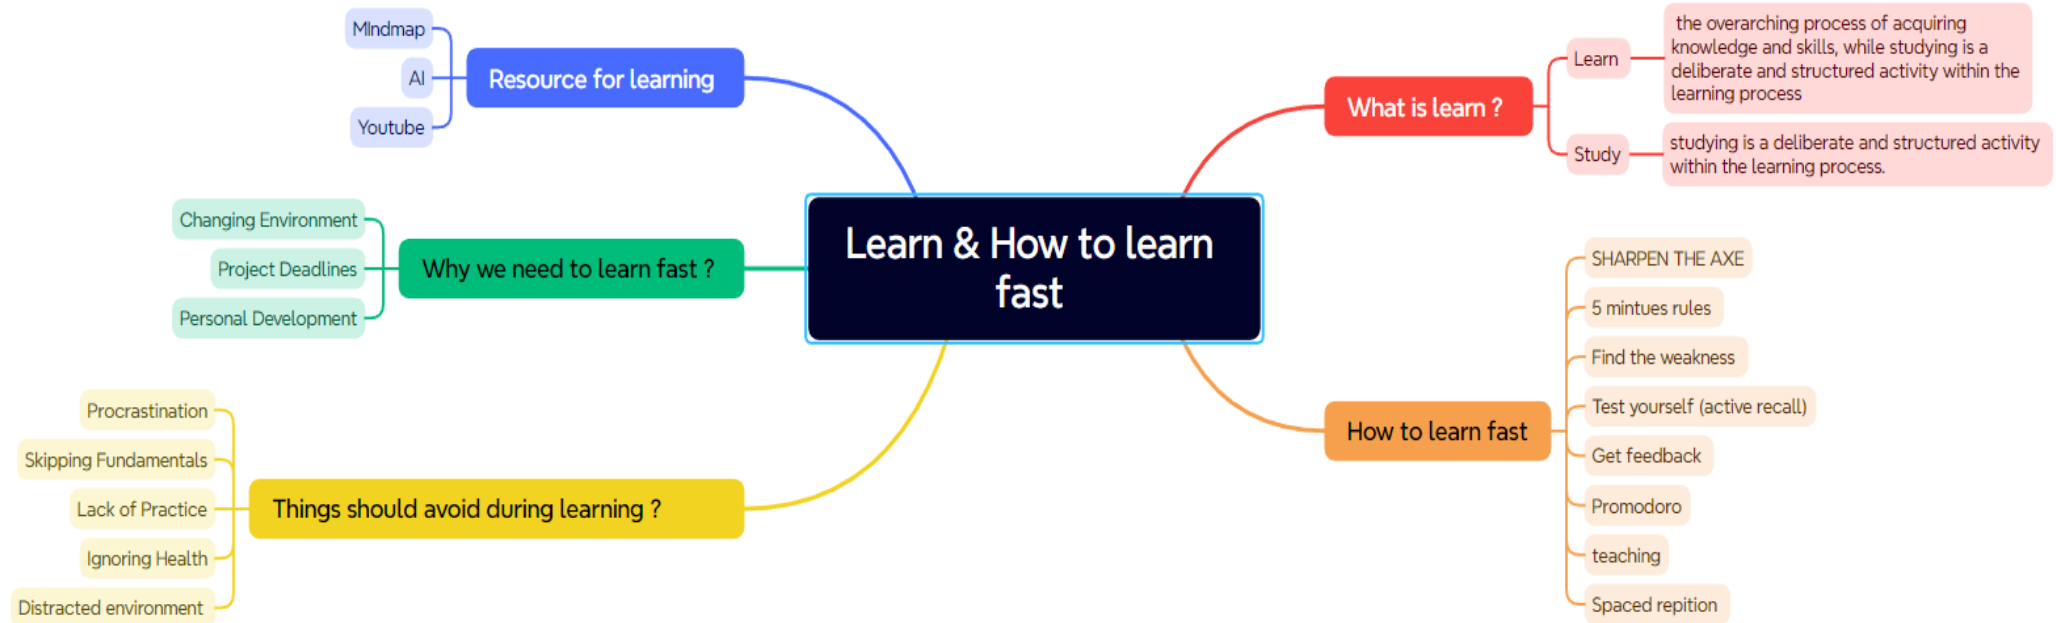 MIndmap
AI
Youtube
Resource for learning
Changing Environment
Project Deadlines
Personal Development
Why we need to learn fast ?
Procrastination
Skipping Fundamentals
Lack of Practice
Ignoring Health
Distracted environment
Things should avoid during learning ?
Learn & How to learn
fast
What is learn ?
Learn
the overarching process of acquiring
knowledge and skills, while studying is a
deliberate and structured activity within the
learning process
Study
studying is a deliberate and structured activity
within the learning process.
How to learn fast
SHARPEN THE AXE
5 mintues rules
Find the weakness
Test yourself (active recall)
Get feedback
Promodoro
teaching
Spaced repition